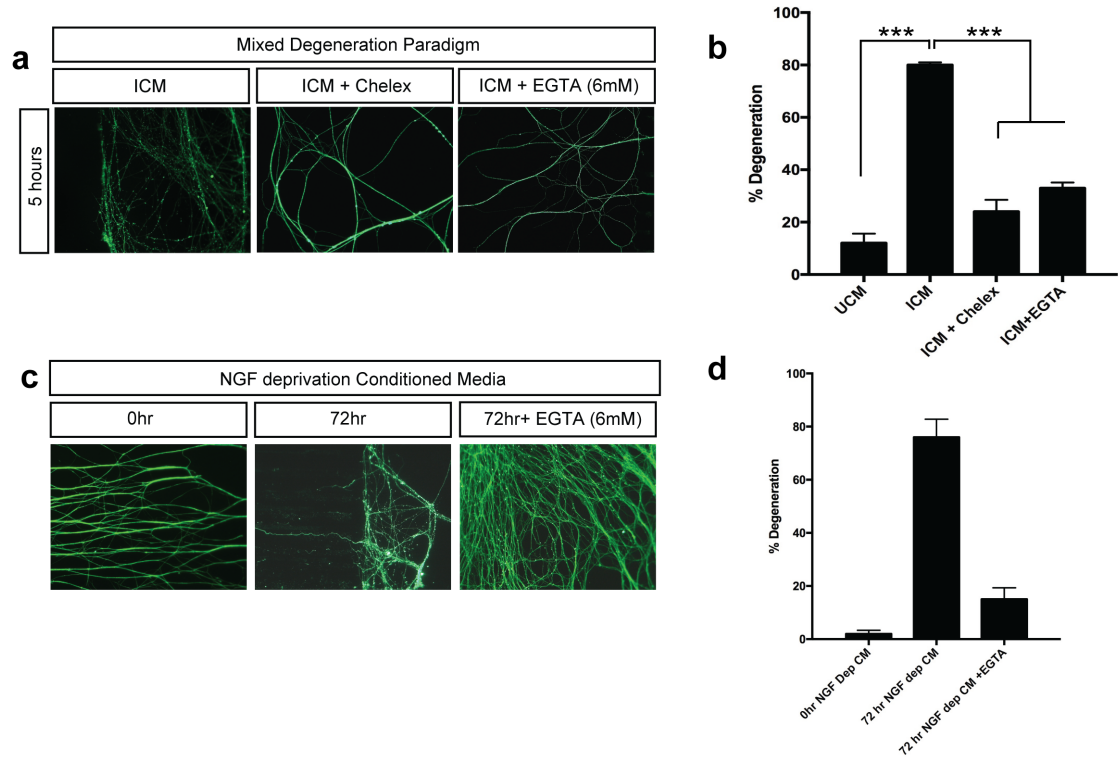 a
Mixed Degeneration Paradigm
ICM
ICM + Chelex
ICM + EGTA (6mM)
5 hours
b
% Degeneration
100
80
60
40
20
0
***
***
UCM
ICM
ICM + Chelex
ICM+EGTA
c
NGF deprivation Conditioned Media
0hr
72hr
72hr+ EGTA (6mM)
d
% Degeneration
100
80
60
40
20
0
0hr NGF Dep CM
72 hr NGF dep CM
72 hr NGF dep CM +EGTA